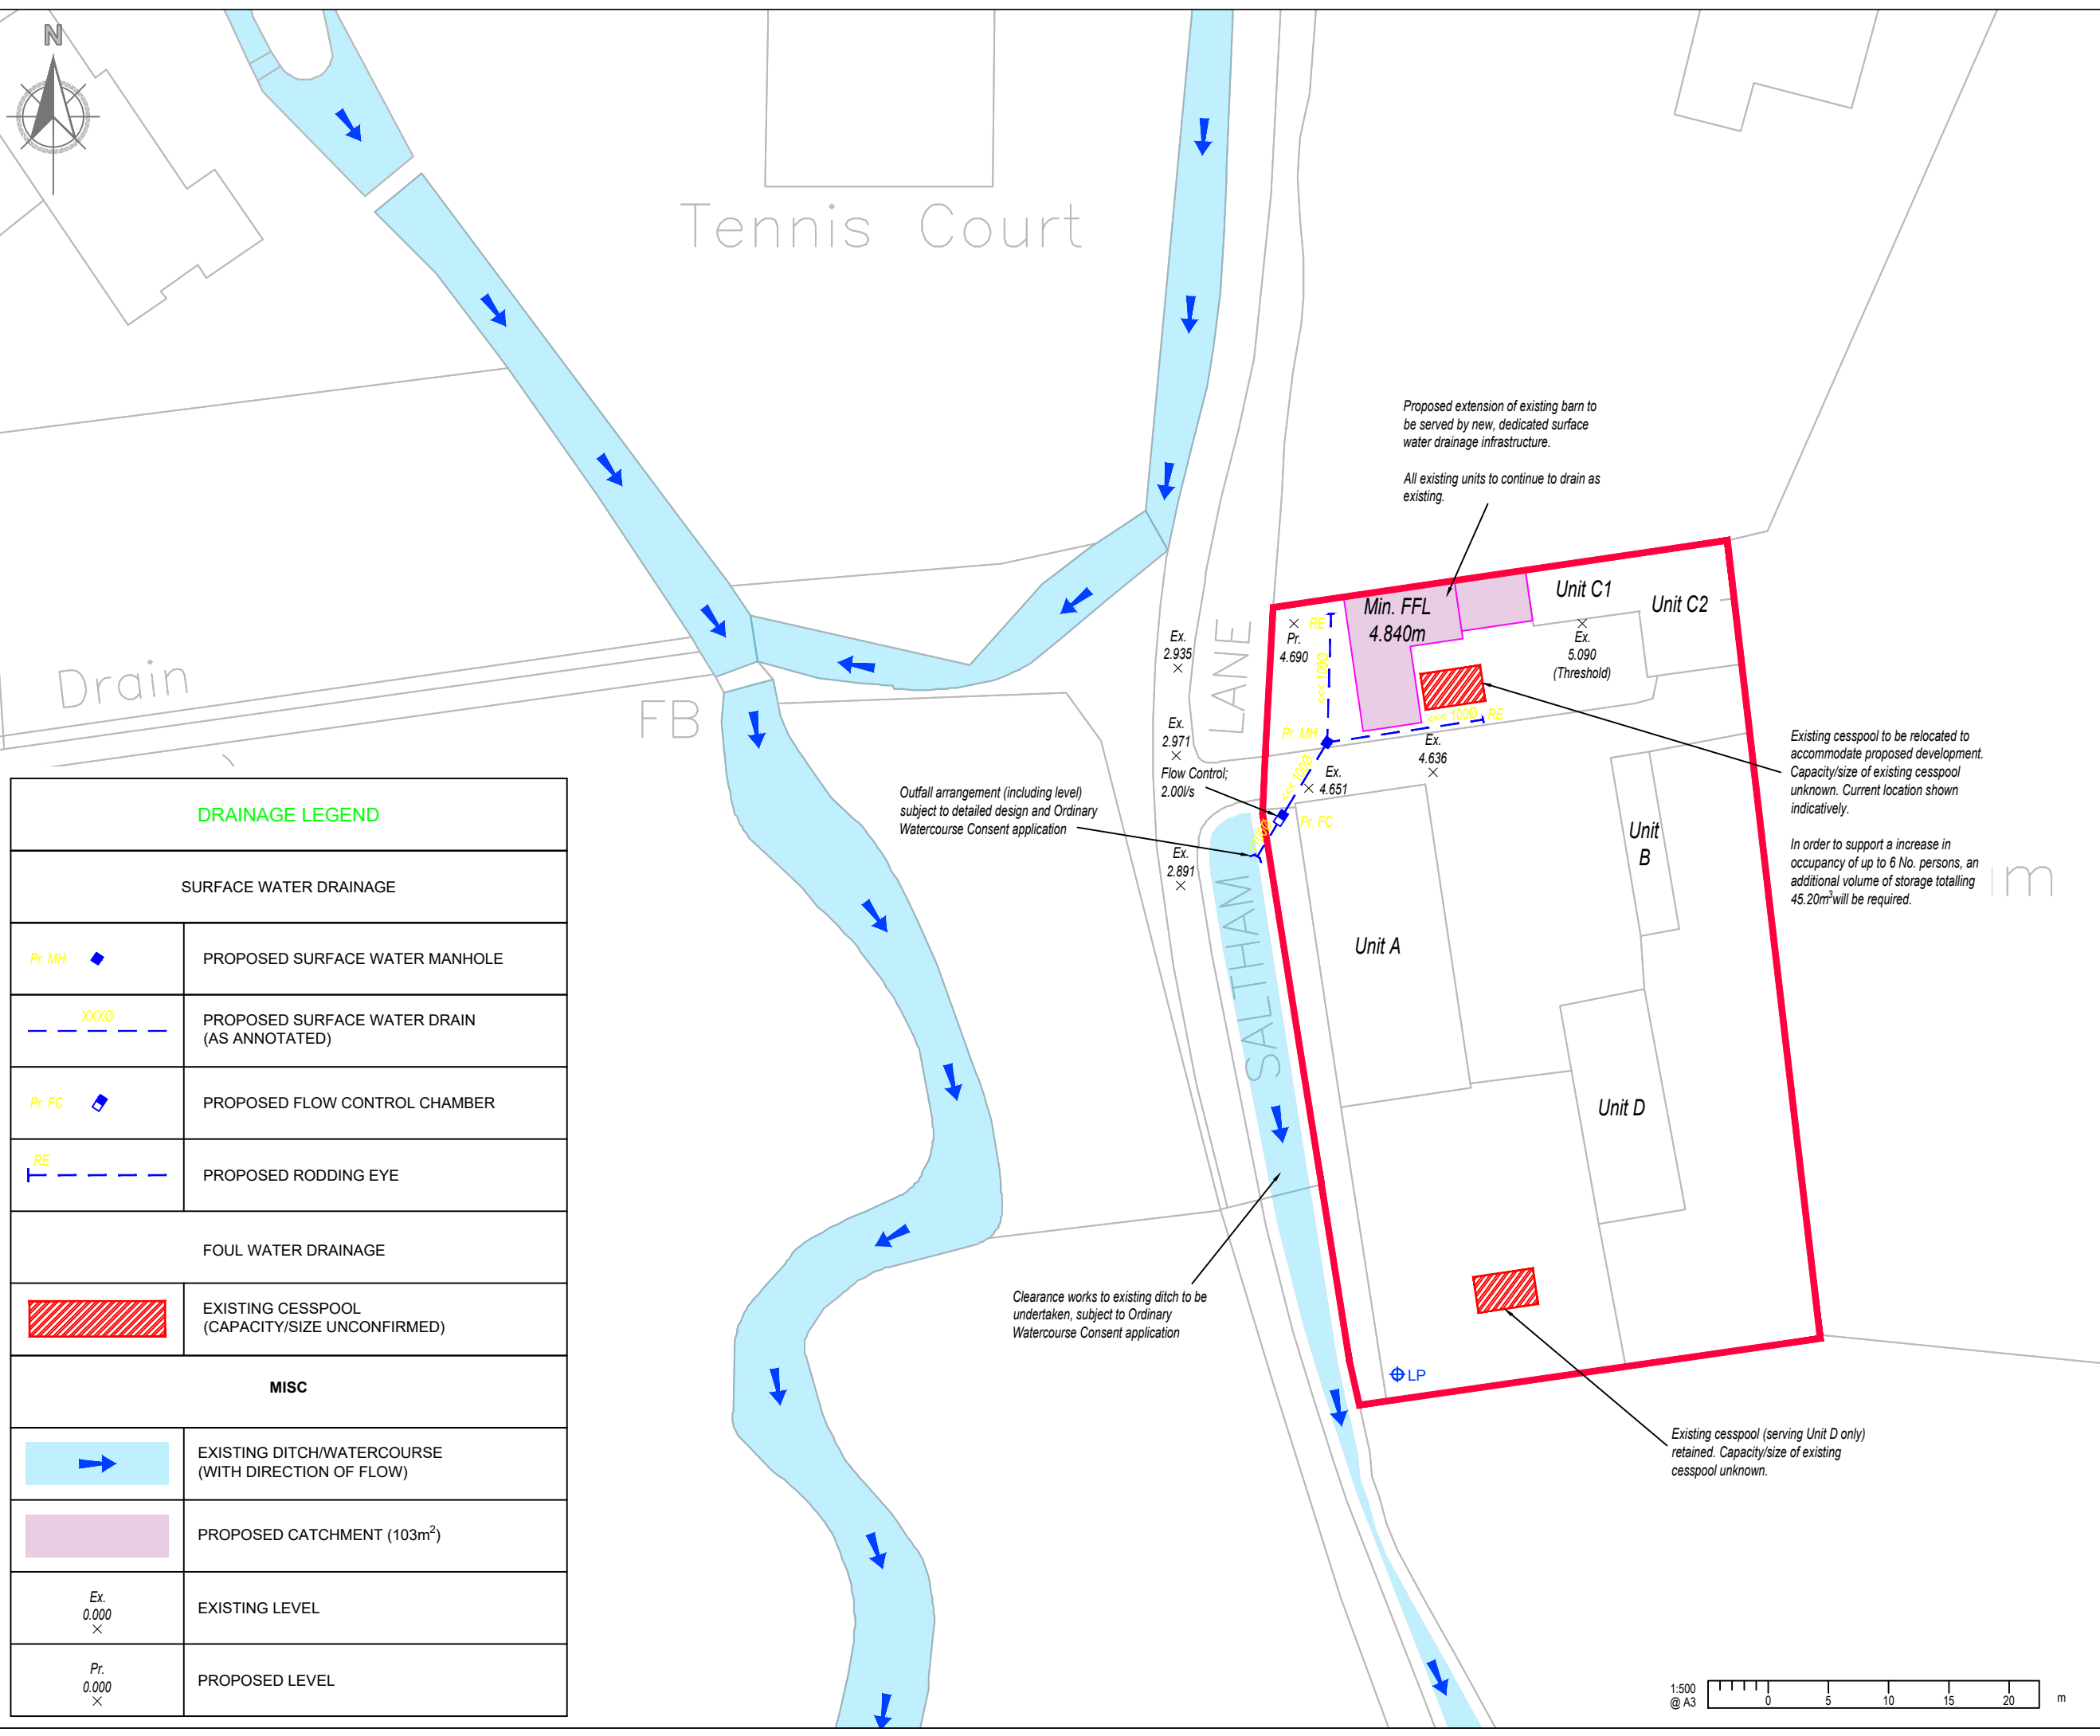 N
Tennis Court
Drain
FB
LANE
SALTHAM
m
Proposed extension of existing barn to
be served by new, dedicated surface
water drainage infrastructure.
All existing units to continue to drain as
existing.
Unit C1
Unit C2
Min. FFL
4.840m
RE
Pr.
4.690
Ex.
5.090
(Threshold)
Ex.
2.935
<<< 100Ø
<<< 100Ø
RE
Ex.
2.971
Pr. MH
Ex.
4.636
Flow Control;
2.00l/s
<<< 100Ø
Ex.
4.651
Pr. FC
<100Ø
Ex.
2.891
Existing cesspool to be relocated to
accommodate proposed development.
Capacity/size of existing cesspool
unknown. Current location shown
indicatively.
In order to support a increase in
occupancy of up to 6 No. persons, an
additional volume of storage totalling
45.20m³will be required.
Outfall arrangement (including level)
subject to detailed design and Ordinary
Watercourse Consent application
Unit
B
Unit A
Unit D
Clearance works to existing ditch to be
undertaken, subject to Ordinary
Watercourse Consent application
LP
Existing cesspool (serving Unit D only)
retained. Capacity/size of existing
cesspool unknown.
DRAINAGE LEGEND
SURFACE WATER DRAINAGE
Pr. MH
PROPOSED SURFACE WATER MANHOLE
XXXØ
PROPOSED SURFACE WATER DRAIN
(AS ANNOTATED)
Pr. FC
PROPOSED FLOW CONTROL CHAMBER
RE
PROPOSED RODDING EYE
FOUL WATER DRAINAGE
EXISTING CESSPOOL
(CAPACITY/SIZE UNCONFIRMED)
MISC
EXISTING DITCH/WATERCOURSE
(WITH DIRECTION OF FLOW)
PROPOSED CATCHMENT (103m²)
Ex.
0.000
EXISTING LEVEL
Pr.
0.000
PROPOSED LEVEL
1:500
@ A3
0 5 10 15 20 m